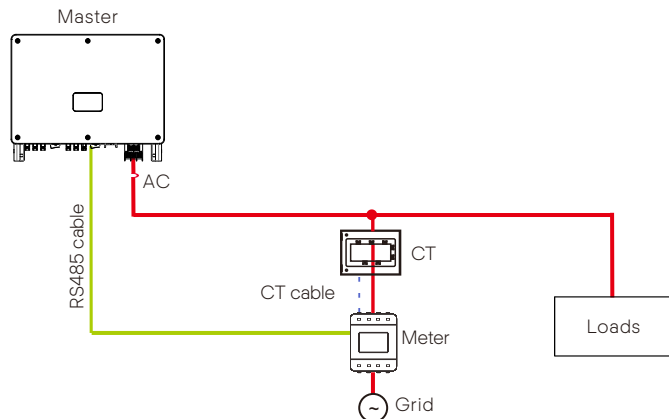 Master
AC
RS485 cable
CT
CT cable
Meter
Loads
Grid
~